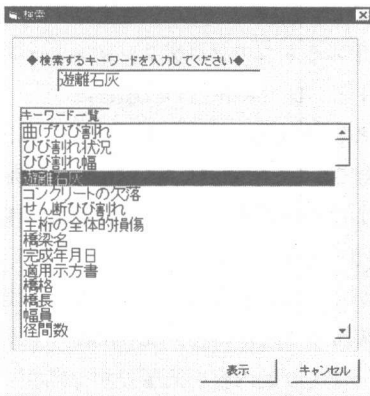 検索
◆検索するキーワードを入力してください◆
遊離石灰
キーワード一覧
曲げひび割れ
ひび割れ状況
ひび割れ幅
遊離石灰
コンクリートの欠落
せん断ひび割れ
主桁の全体的損傷
橋梁名
完成年月日
適用示方書
橋格
橋長
幅員
径間数
表示
キャンセル